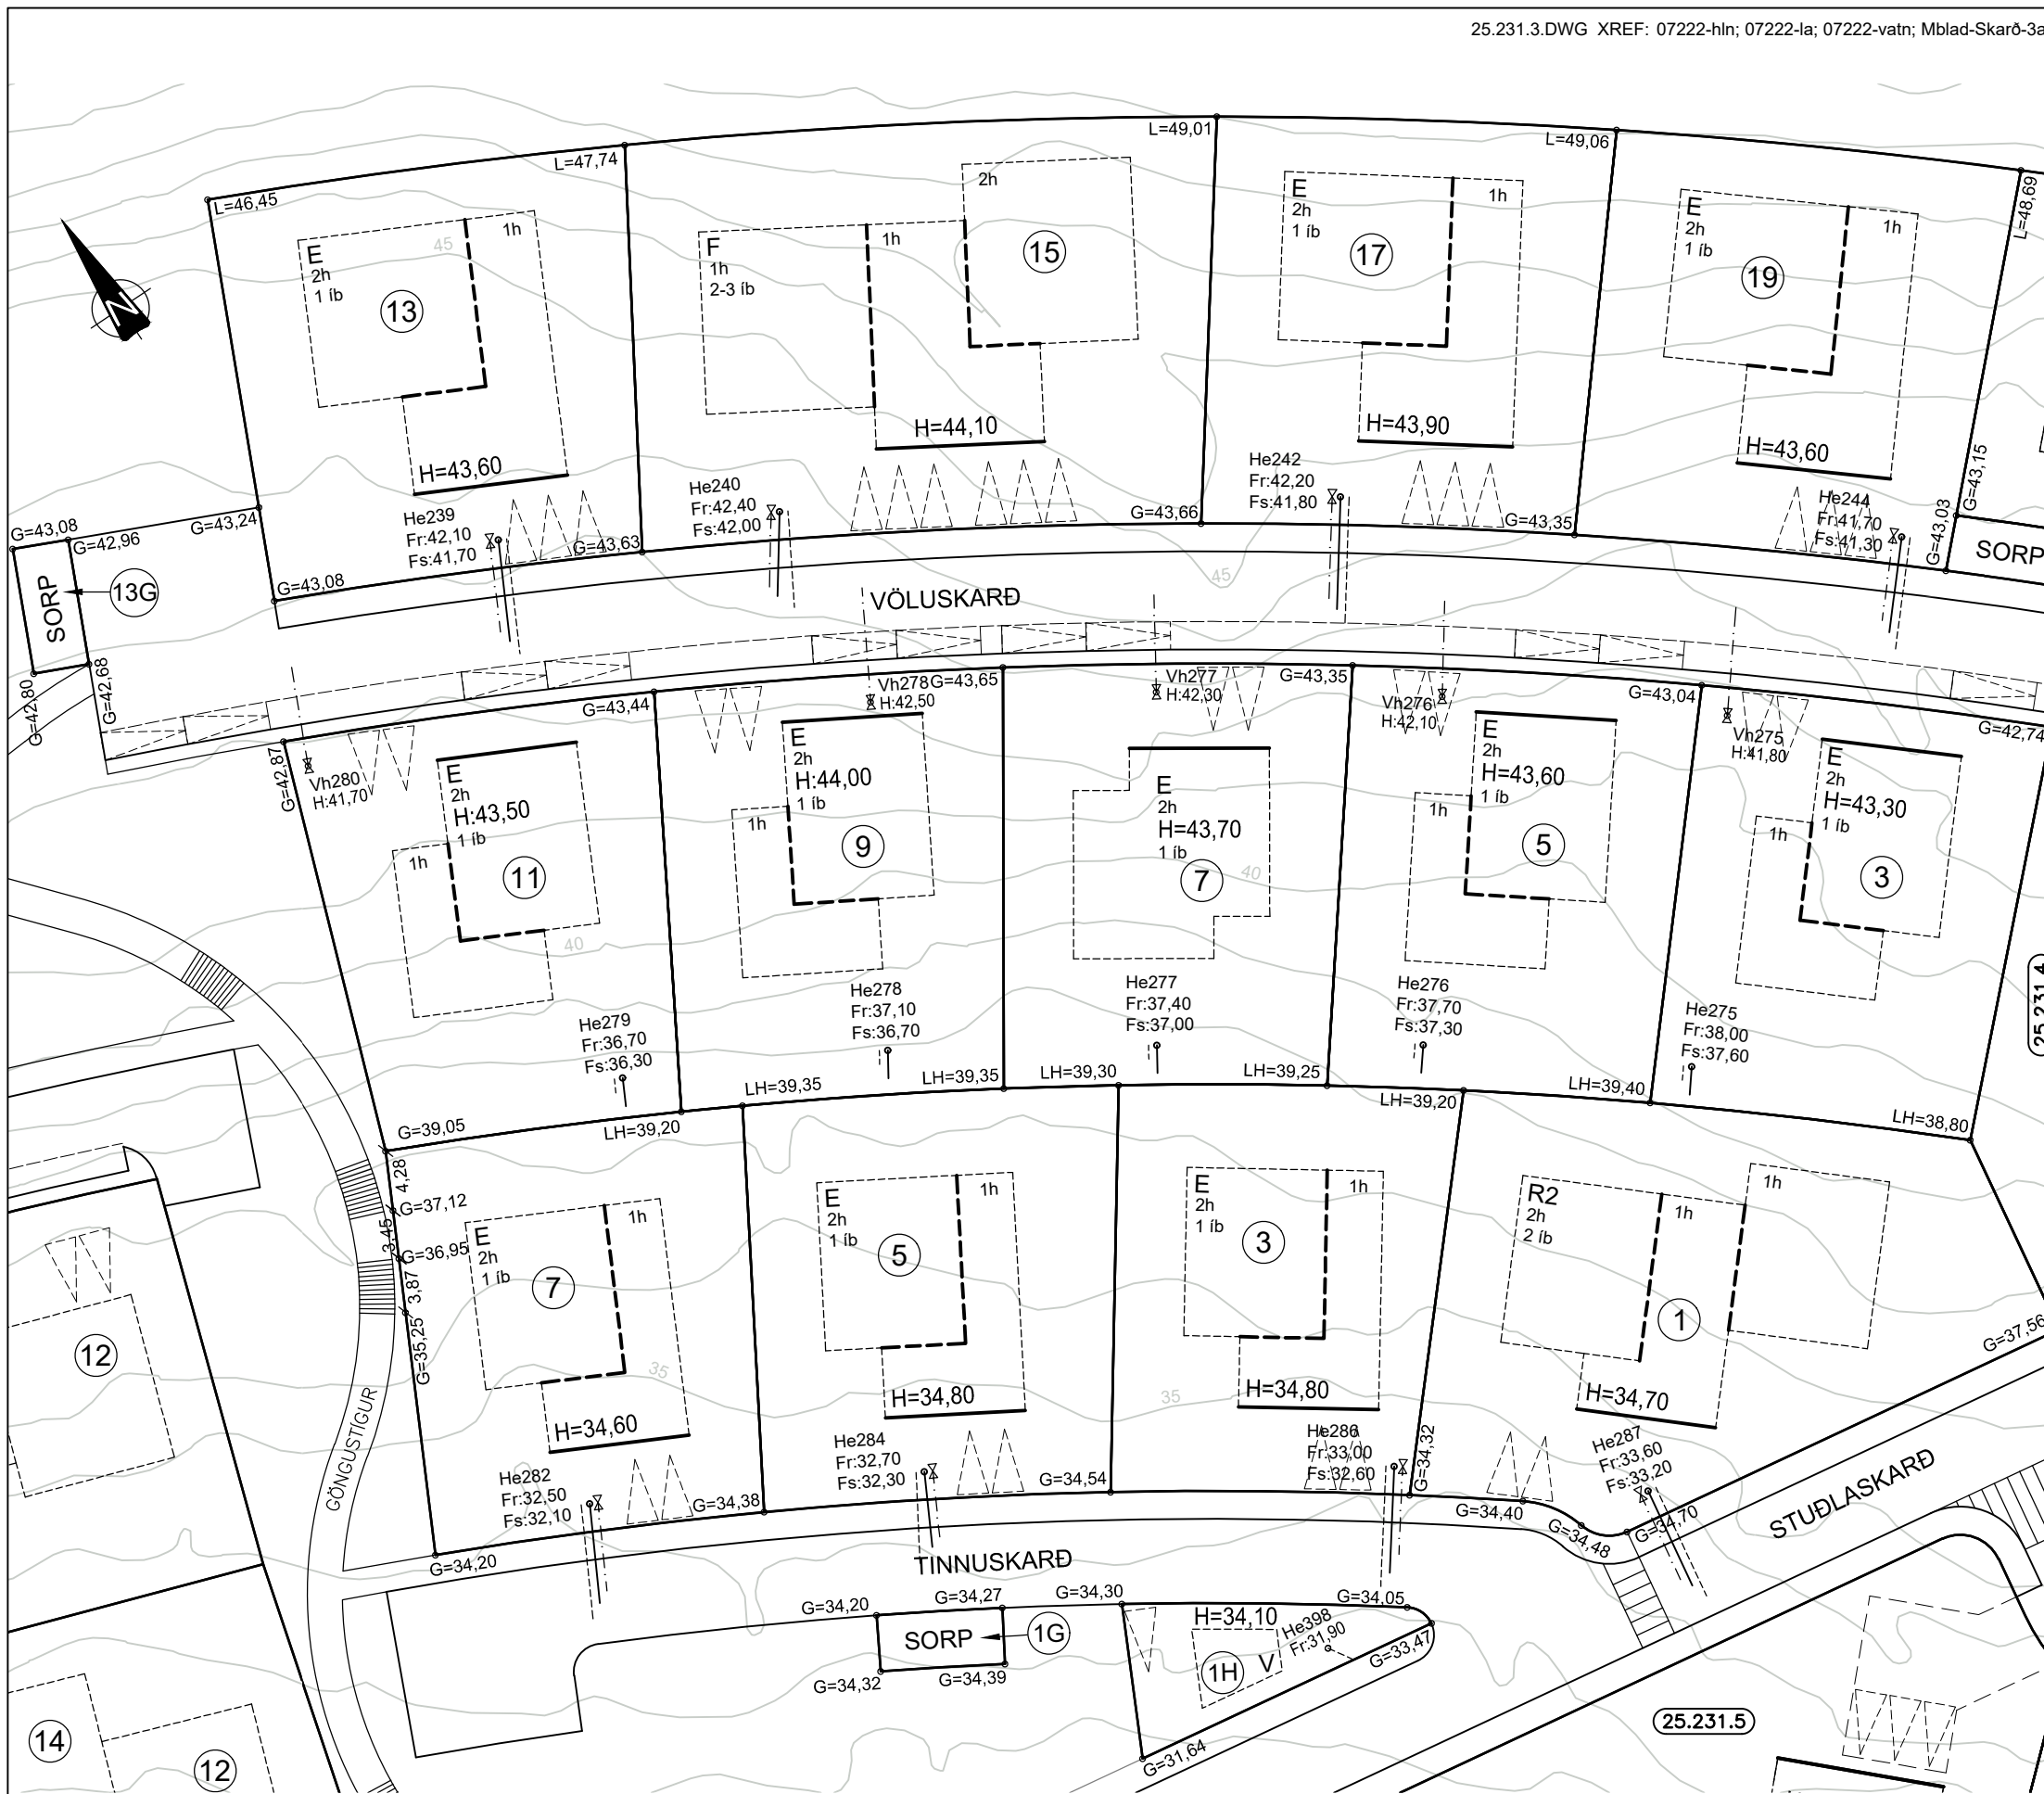 25.231.3.DWG XREF: 07222-hln; 07222-la; 07222-vatn; Mblad-Skarð-3a
L=46,45
L=47,74
L=49,01
L=49,06
L=48,69
N
E
2h
1 íb
45
1h
13
H=43,60
F
1h
2-3 íb
1h
2h
15
H=44,10
E
2h
1 íb
1h
17
H=43,90
E
2h
1 íb
1h
19
H=43,60
He239
Fr:42,10
Fs:41,70
He240
Fr:42,40
Fs:42,00
He242
Fr:42,20
Fs:41,80
He244
Fr:41,70
Fs:41,30
G=43,08
G=42,96
G=43,24
G=43,08
G=43,63
G=43,66
G=43,35
G=43,03
G=43,15
SORP
SORP
13G
G=42,80
G=42,68
VÖLUSKARÐ
45
G=42,87
G=43,44
G=43,65
G=43,35
G=43,04
G=42,74
Vh280
H:41,70
Vh278
H:42,50
Vh277
H:42,30
Vh276
H:42,10
Vh275
H:41,80
E
2h
H:43,50
1 íb
1h
11
40
E
2h
H:44,00
1 íb
1h
9
E
2h
H=43,70
1 íb
7
40
E
2h
H=43,60
1 íb
1h
5
E
2h
H=43,30
1 íb
1h
3
25.231.4
He279
Fr:36,70
Fs:36,30
He278
Fr:37,10
Fs:36,70
He277
Fr:37,40
Fs:37,00
He276
Fr:37,70
Fs:37,30
He275
Fr:38,00
Fs:37,60
G=39,05
LH=39,20
LH=39,35
LH=39,35
LH=39,30
LH=39,25
LH=39,20
LH=39,40
LH=38,80
4,28
G=37,12
3,45
G=36,95
3,87
G=35,25
E
2h
1 íb
1h
7
35
H=34,60
E
2h
1 íb
1h
5
H=34,80
E
2h
1 íb
1h
3
35
H=34,80
R2
2h
2 íb
1h
1h
1
H=34,70
G=37,56
12
GÖNGUSTÍGUR
He282
Fr:32,50
Fs:32,10
He284
Fr:32,70
Fs:32,30
He286
Fr:33,00
Fs:32,60
He287
Fr:33,60
Fs:33,20
G=34,20
G=34,38
G=34,54
G=34,32
G=34,40
G=34,48
G=34,70
STUÐLASKARÐ
TINNUSKARÐ
G=34,20
G=34,27
G=34,30
G=34,05
SORP
1G
G=34,32
G=34,39
H=34,10
He398
Fr:31,90
1H
V
G=33,47
G=31,64
25.231.5
14
12